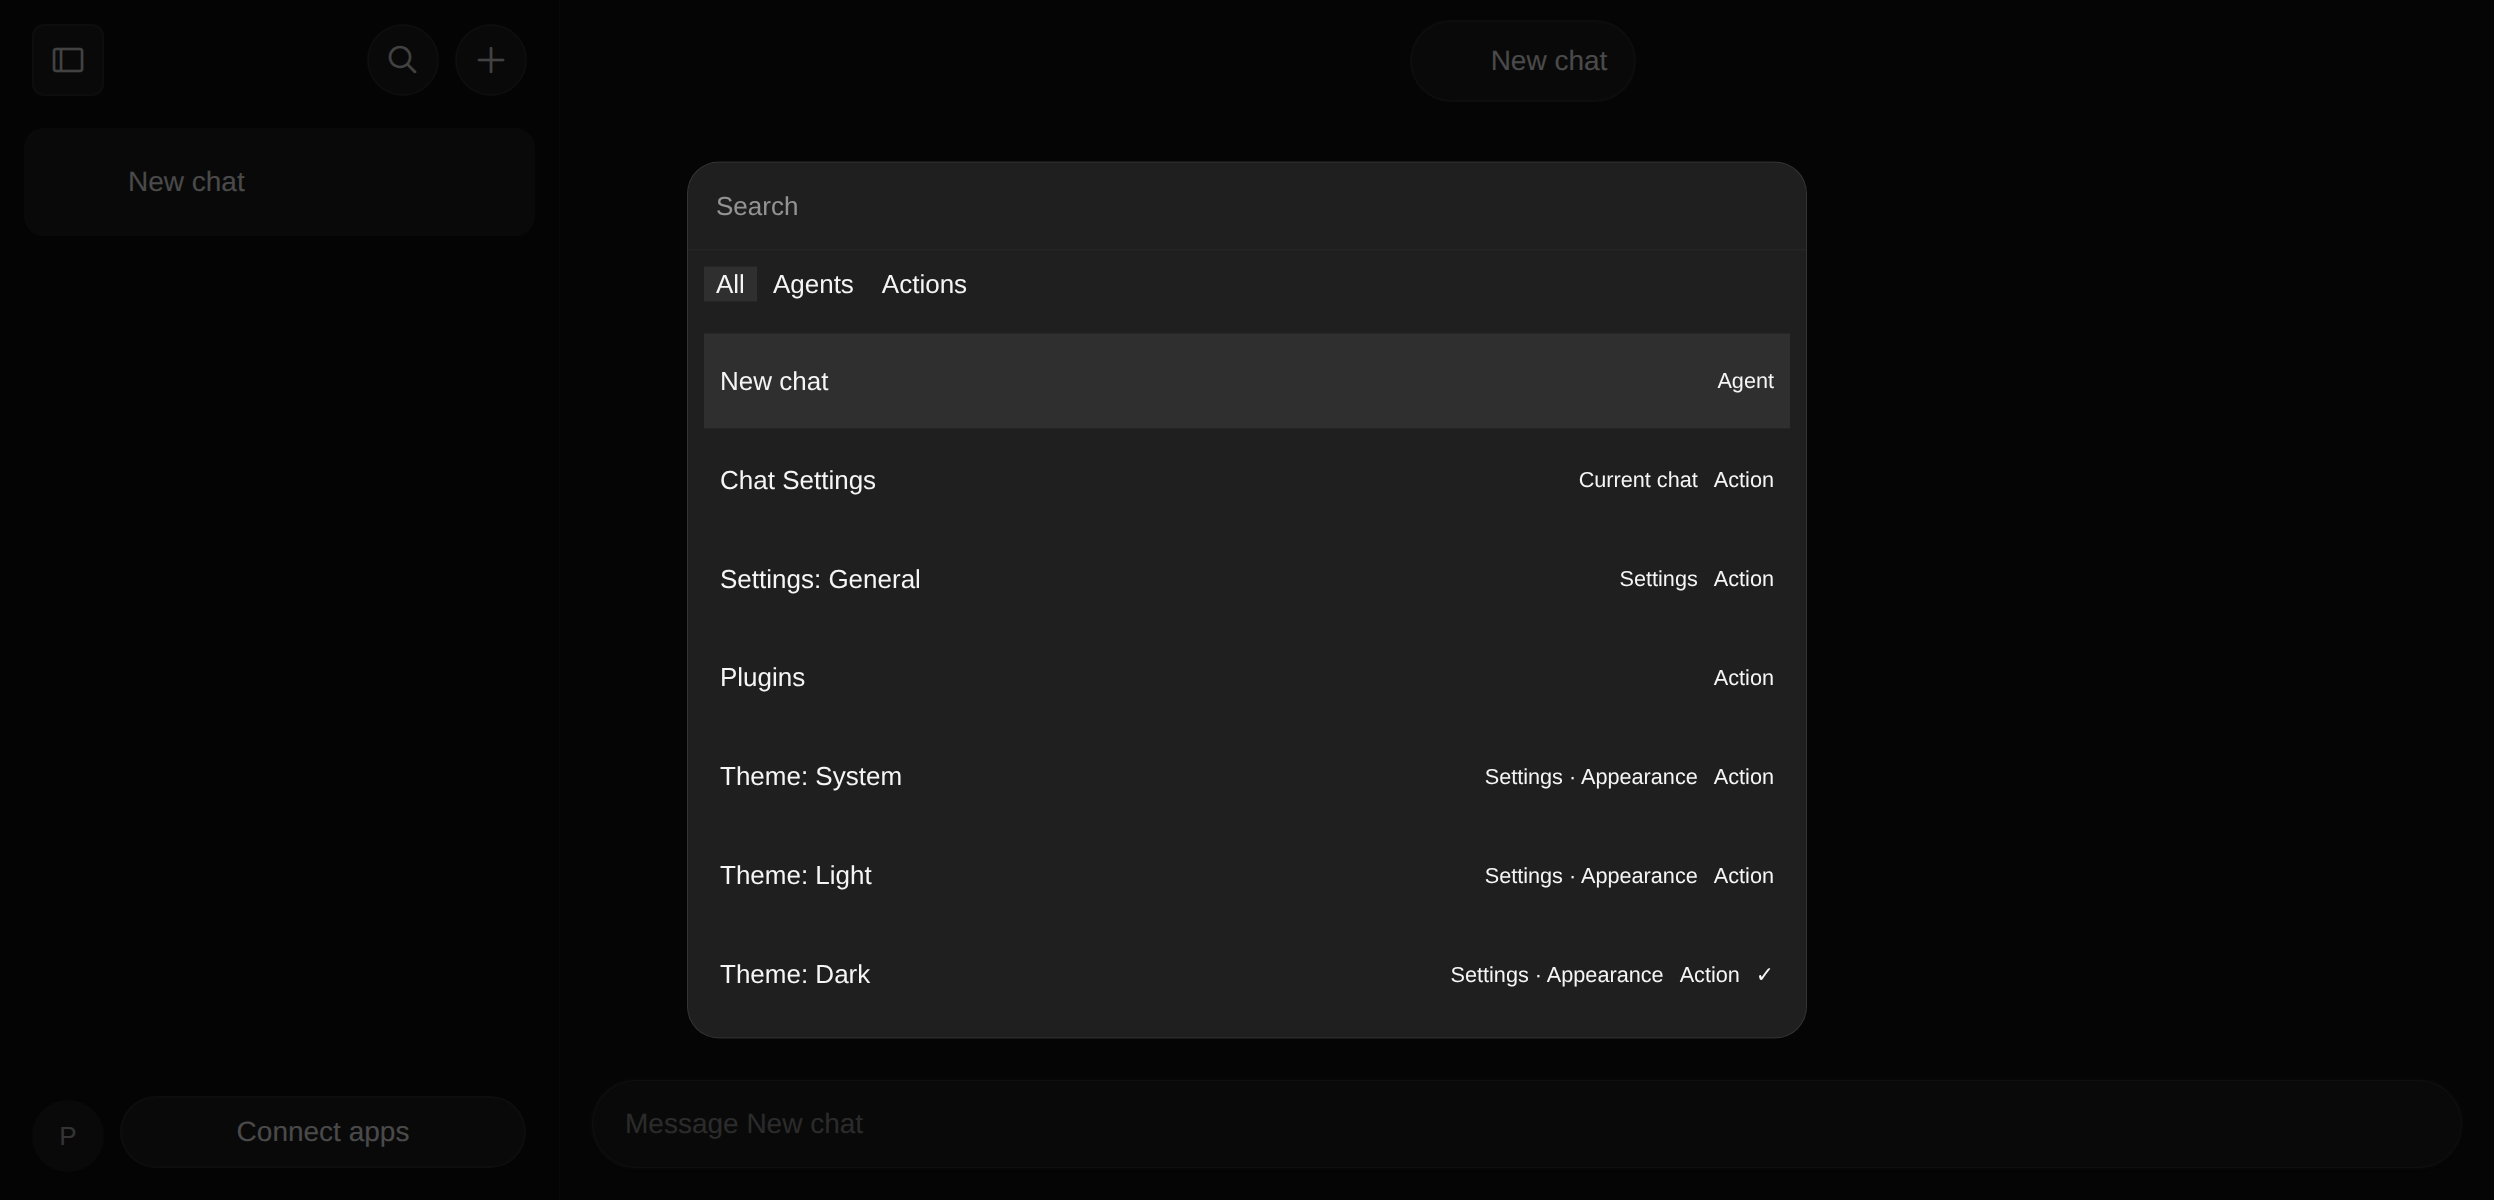 New chat
New chat
Search
All Agents Actions
New chat Agent
Chat Settings Current chat Action
Settings: General Settings Action
Plugins Action
Theme: System Settings · Appearance Action
Theme: Light Settings · Appearance Action
Theme: Dark Settings · Appearance Action ✓
Message New chat
P Connect apps